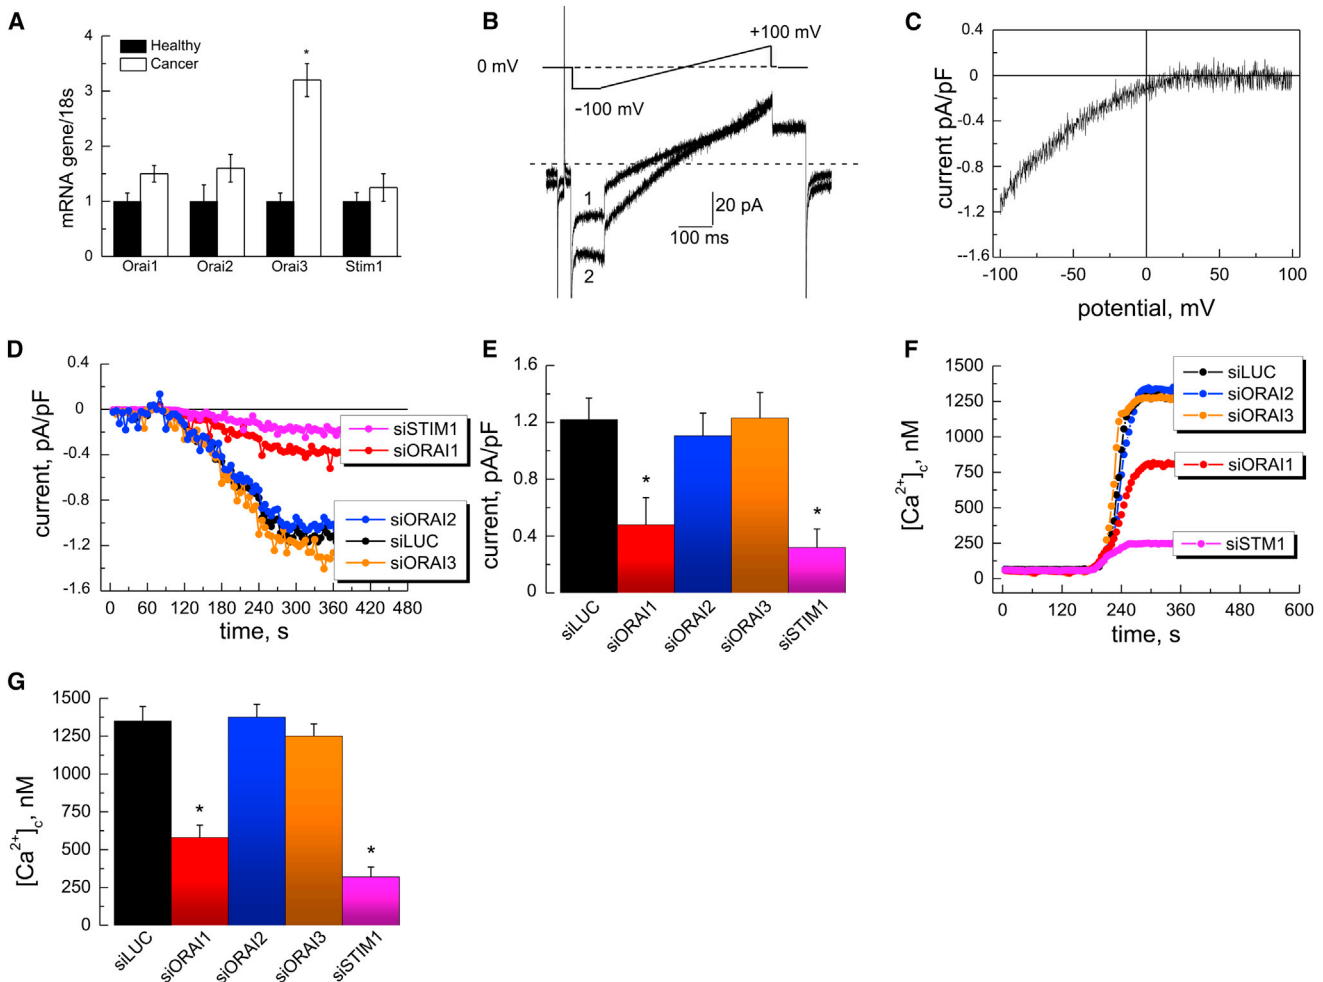 A
4
3
2
1
0
mRNA gene/18s
Healthy
Cancer
*
Orai1 Orai2 Orai3 Stim1
B
+100 mV
0 mV
-100 mV
1
2
20 pA
100 ms
C
0.4
0
-0.4
-0.8
-1.2
--1.6
current pA/pF
-100 -50 0 50 100
potential, mV
D
0.4
0
-0.4
-0.8
-1.2
-1.6
current, pA/pF
siSTIM1
siORAI1
siORAI2
siLUC
siORAI3
0 60 120 180 240 300 360 420 480
time, s
E
1.6
1.2
0.8
0.4
0
current, pA/pF
*
*
siLUC siORAI1 siORAI2 siORAI3 siSTIM1
F
1500
1250
1000
750
500
250
0
[Ca2+]c, nM
siLUC
siORAI2
siORAI3
siORAI1
siSTM1
0 120 240 360 480 600
time, s
G
1500
1250
1000
750
500
250
0
[Ca2+]c, nM
*
*
siLUC siORAI1 siORAI2 siORAI3 siSTIM1